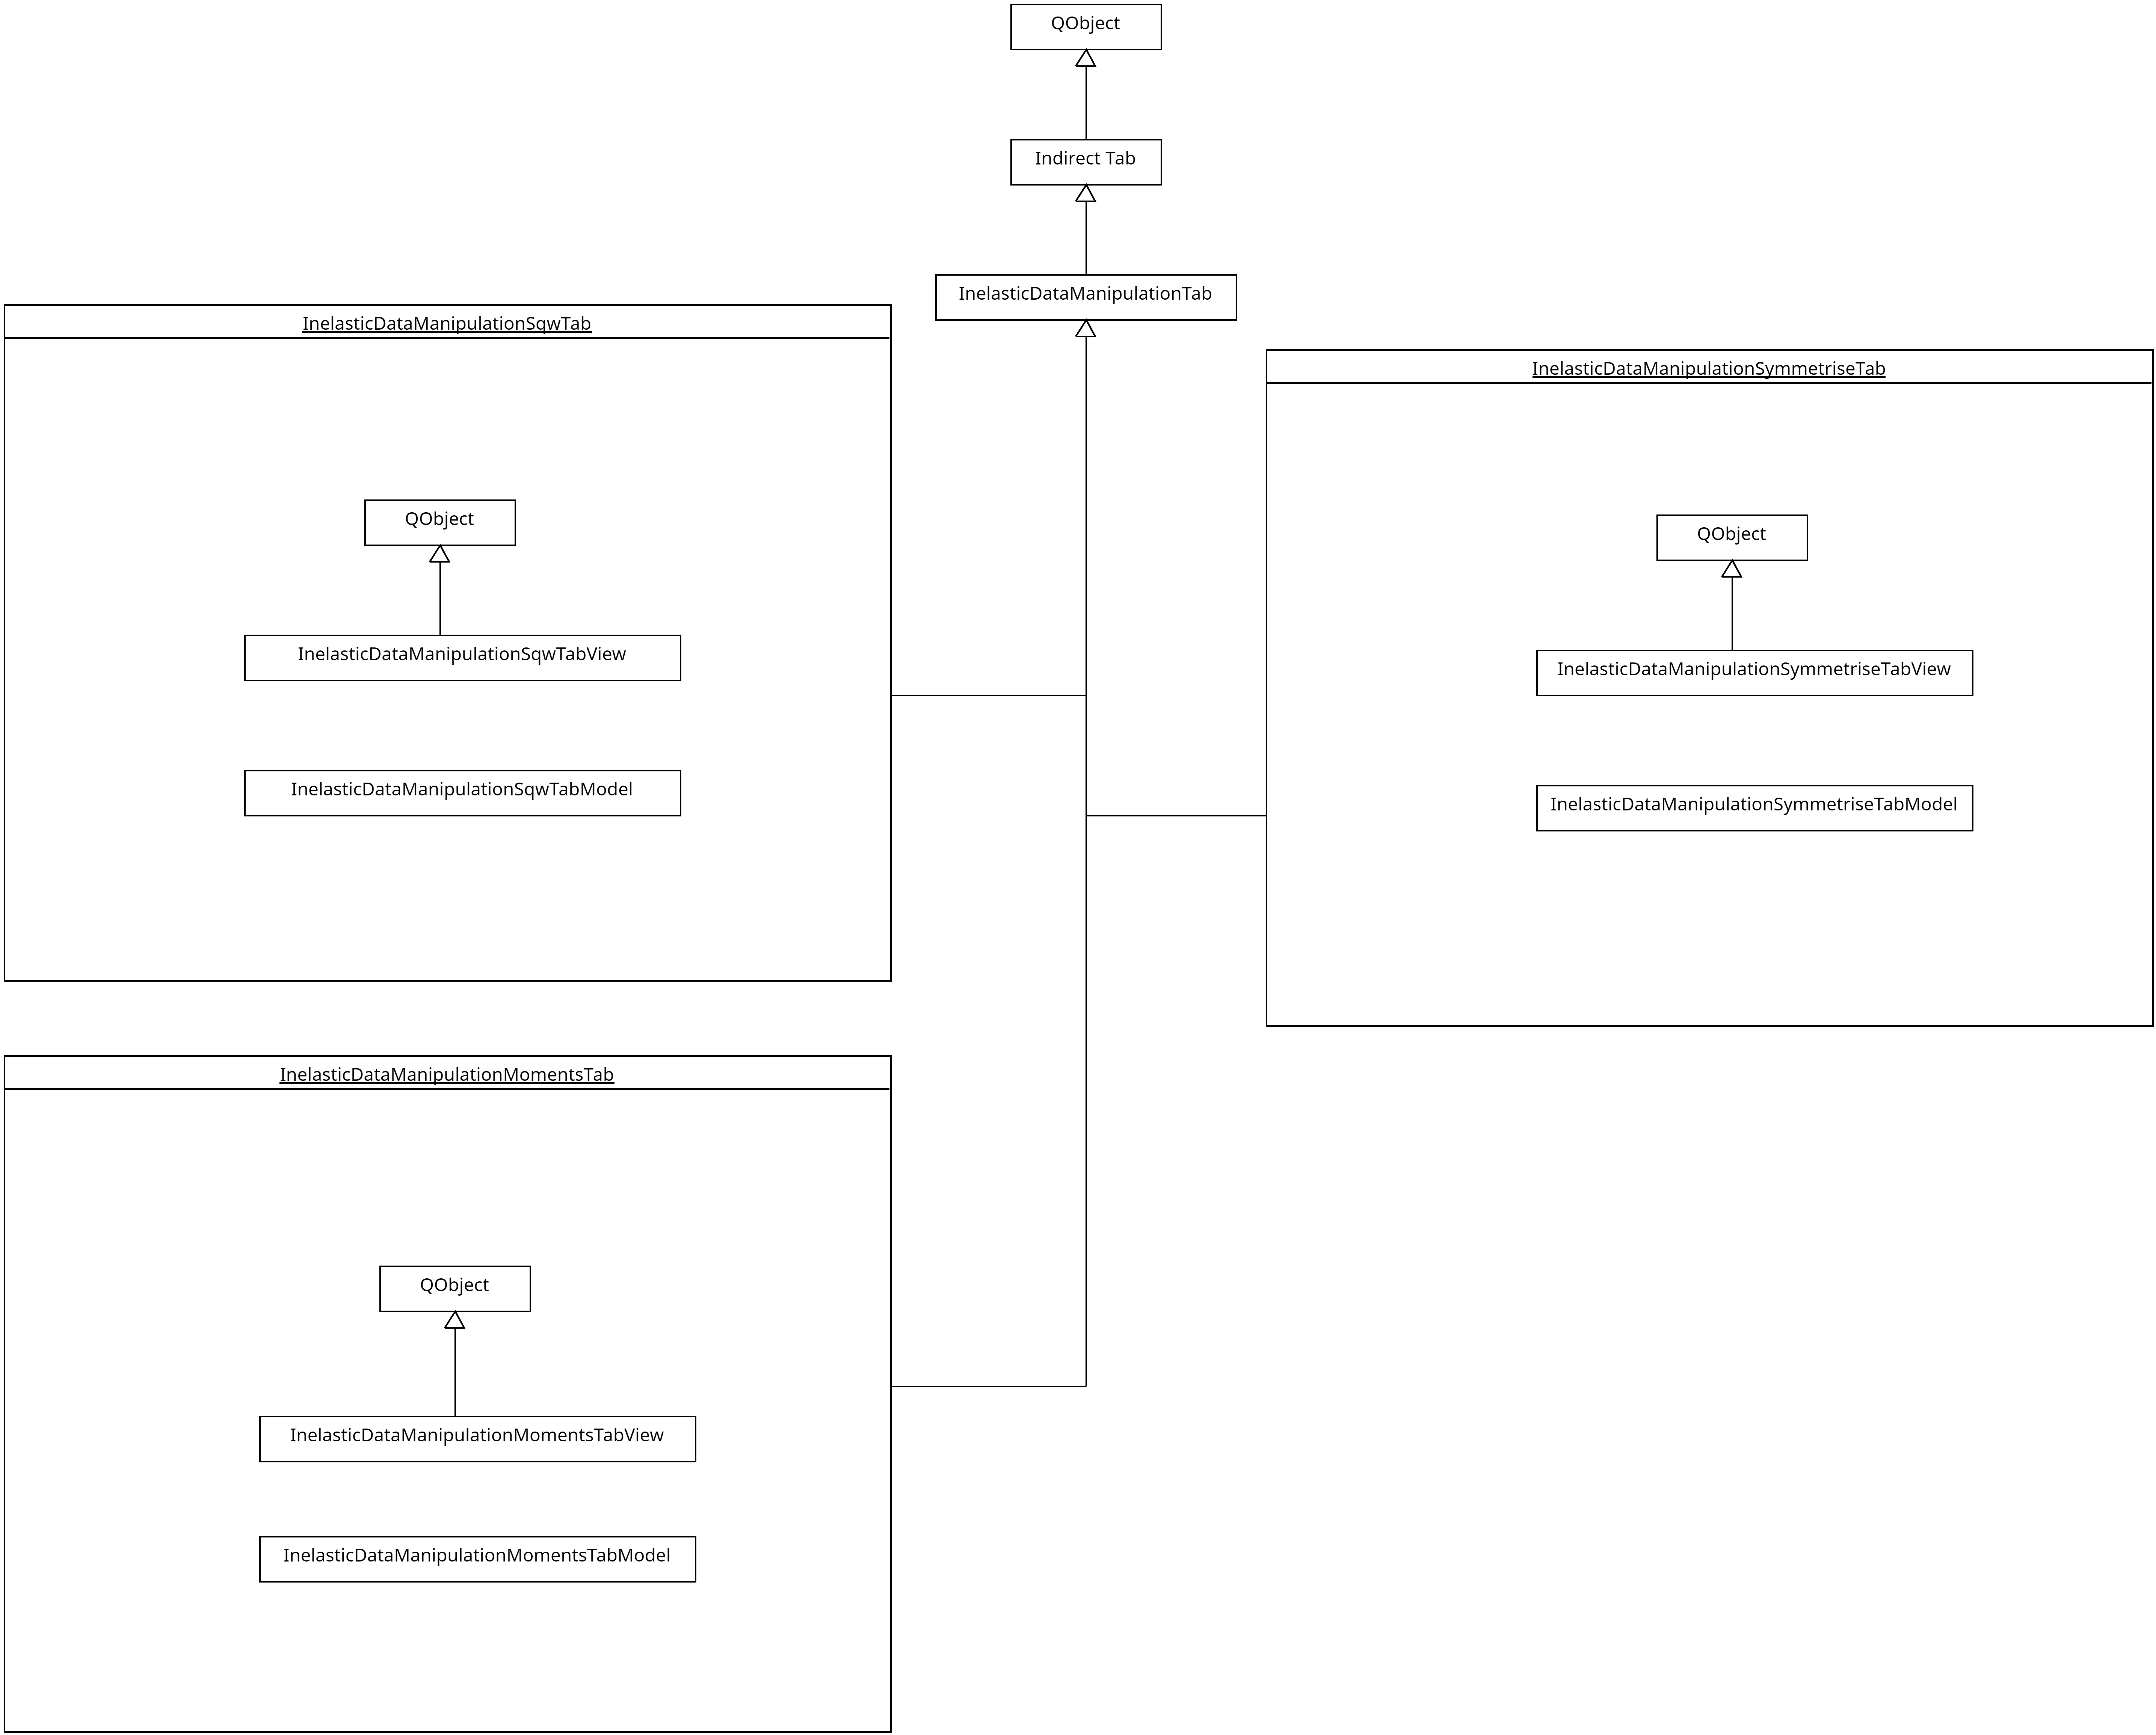 QObject
Indirect Tab
InelasticDataManipulationTab
InelasticDataManipulationSqwTab
QObject
InelasticDataManipulationSqwTabView
InelasticDataManipulationSqwTabModel
InelasticDataManipulationSymmetriseTab
QObject
InelasticDataManipulationSymmetriseTabView
InelasticDataManipulationSymmetriseTabModel
InelasticDataManipulationMomentsTab
QObject
InelasticDataManipulationMomentsTabView
InelasticDataManipulationMomentsTabModel